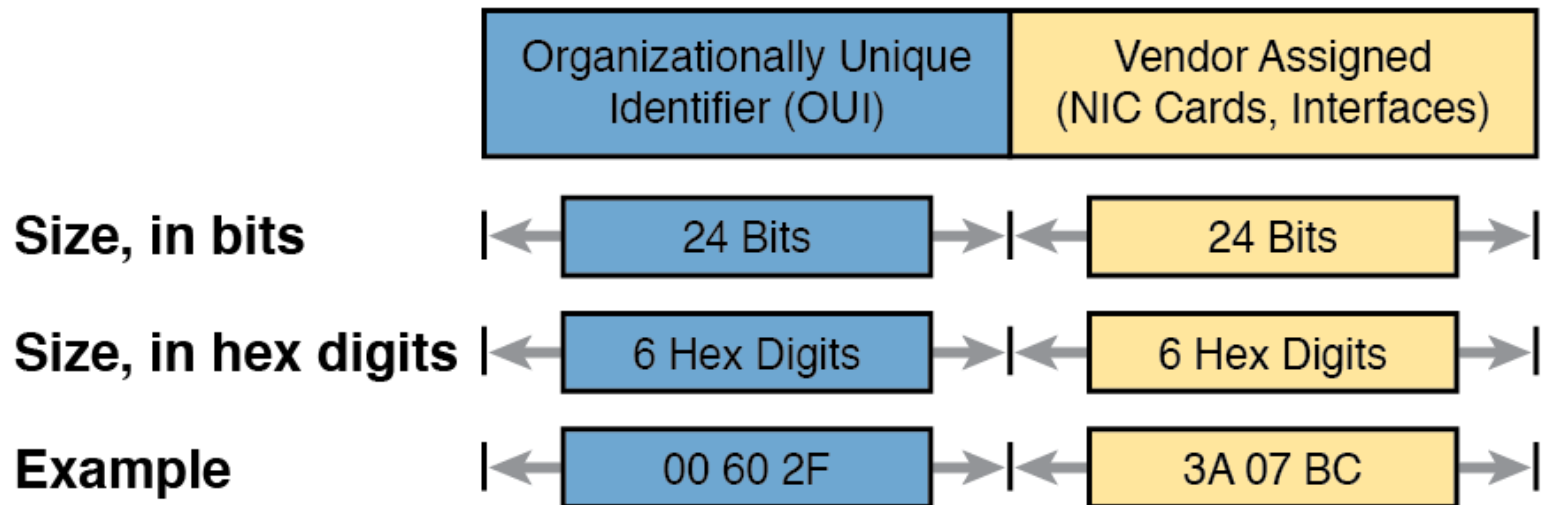 Organizationally Unique
Identifier (OUI)
Vendor Assigned
(NIC Cards, Interfaces)
Size, in bits
24 Bits
24 Bits
Size, in hex digits
6 Hex Digits
6 Hex Digits
Example
00 60 2F
3A 07 BC